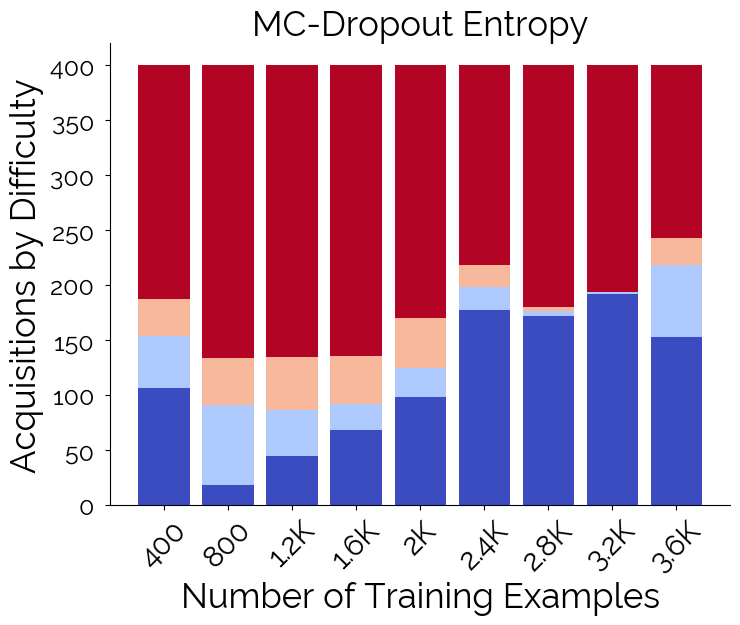 MC-Dropout Entropy
Acquisitions by Difficulty
400
350
300
250
200
150
100
50
0
400
800
1.2K
1.6K
2K
2.4K
2.8K
3.2K
3.6K
Number of Training Examples